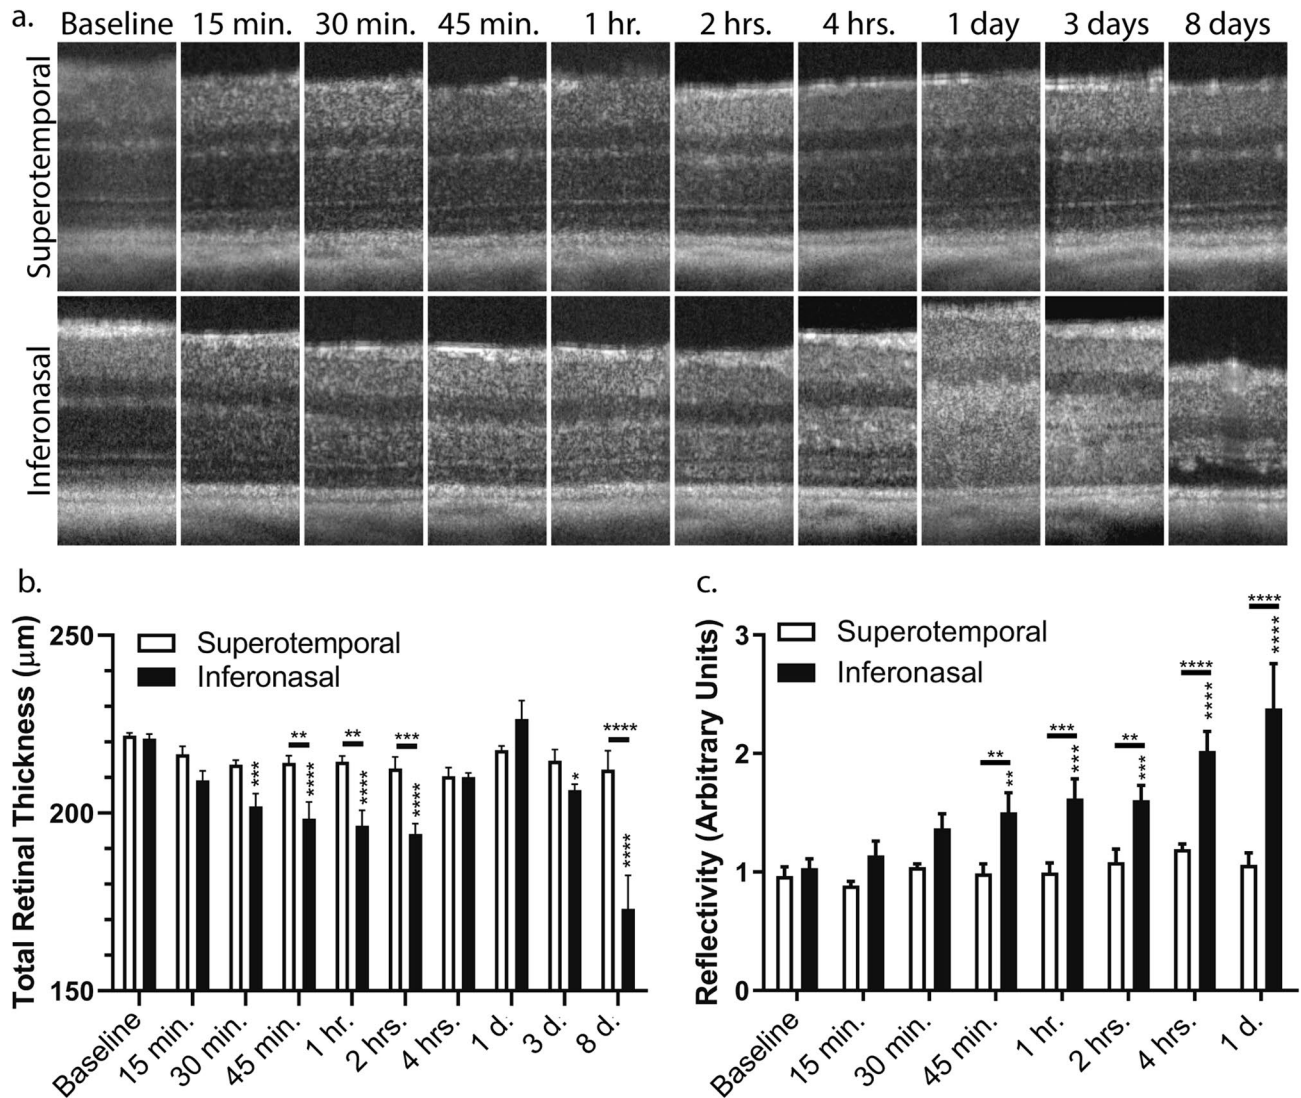 a. Baseline 15 min. 30 min. 45 min. 1 hr. 2 hrs. 4 hrs. 1 day 3 days 8 days
Superotemporal
Inferonasal
b.
Total Retinal Thickness (μm)
250
200
150
Superotemporal
Inferonasal
***
**
****
**
****
***
****
*
****
****
Baseline 15 min. 30 min. 45 min. 1 hr. 2 hrs. 4 hrs. 1 d. 3 d. 8 d.
c.
Reflectivity (Arbitrary Units)
3
2
1
0
Superotemporal
Inferonasal
**
**
***
***
**
***
****
****
****
****
Baseline 15 min. 30 min. 45 min. 1 hr. 2 hrs. 4 hrs. 1 d.